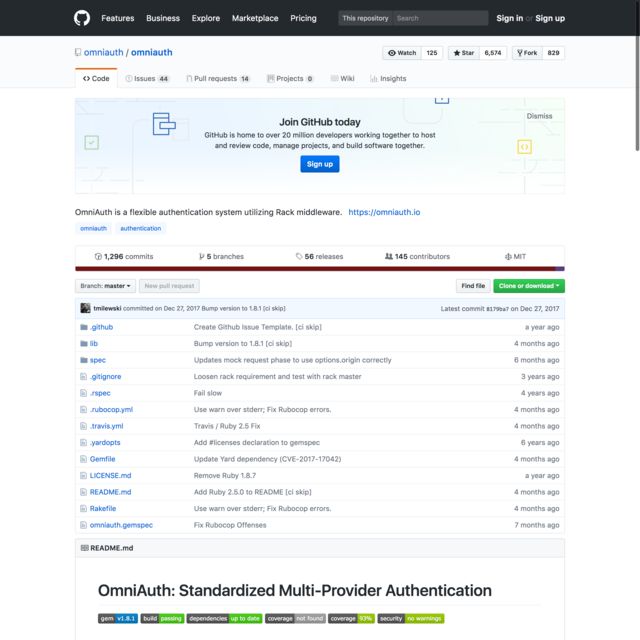 Features Business Explore Marketplace Pricing This repository Search Sign in or Sign up
omniauth / omniauth Watch 125 Star 6,574 Fork 829
Code Issues 44 Pull requests 14 Projects 0 Wiki Insights
Join GitHub today Dismiss
GitHub is home to over 20 million developers working together to host
and review code, manage projects, and build software together.
Sign up
OmniAuth is a flexible authentication system utilizing Rack middleware. https://omniauth.io
omniauth authentication
1,296 commits 5 branches 56 releases 145 contributors MIT
Branch: master New pull request Find file Clone or download
tmilewski committed on Dec 27, 2017 Bump version to 1.8.1 [ci skip] Latest commit 8179ba7 on Dec 27, 2017
.github Create Github Issue Template. [ci skip] a year ago
lib Bump version to 1.8.1 [ci skip] 4 months ago
spec Updates mock request phase to use options.origin correctly 6 months ago
.gitignore Loosen rack requirement and test with rack master 3 years ago
.rspec Fail slow 4 years ago
.rubocop.yml Use warn over stderr; Fix Rubocop errors. 4 months ago
.travis.yml Travis / Ruby 2.5 Fix 4 months ago
.yardopts Add #licenses declaration to gemspec 6 years ago
Gemfile Update Yard dependency (CVE-2017-17042) 4 months ago
LICENSE.md Remove Ruby 1.8.7 a year ago
README.md Add Ruby 2.5.0 to README [ci skip] 4 months ago
Rakefile Use warn over stderr; Fix Rubocop errors. 4 months ago
omniauth.gemspec Fix Rubocop Offenses 7 months ago
README.md
OmniAuth: Standardized Multi-Provider Authentication
gem v1.8.1 build passing dependencies up to date coverage not found coverage 93% security no warnings